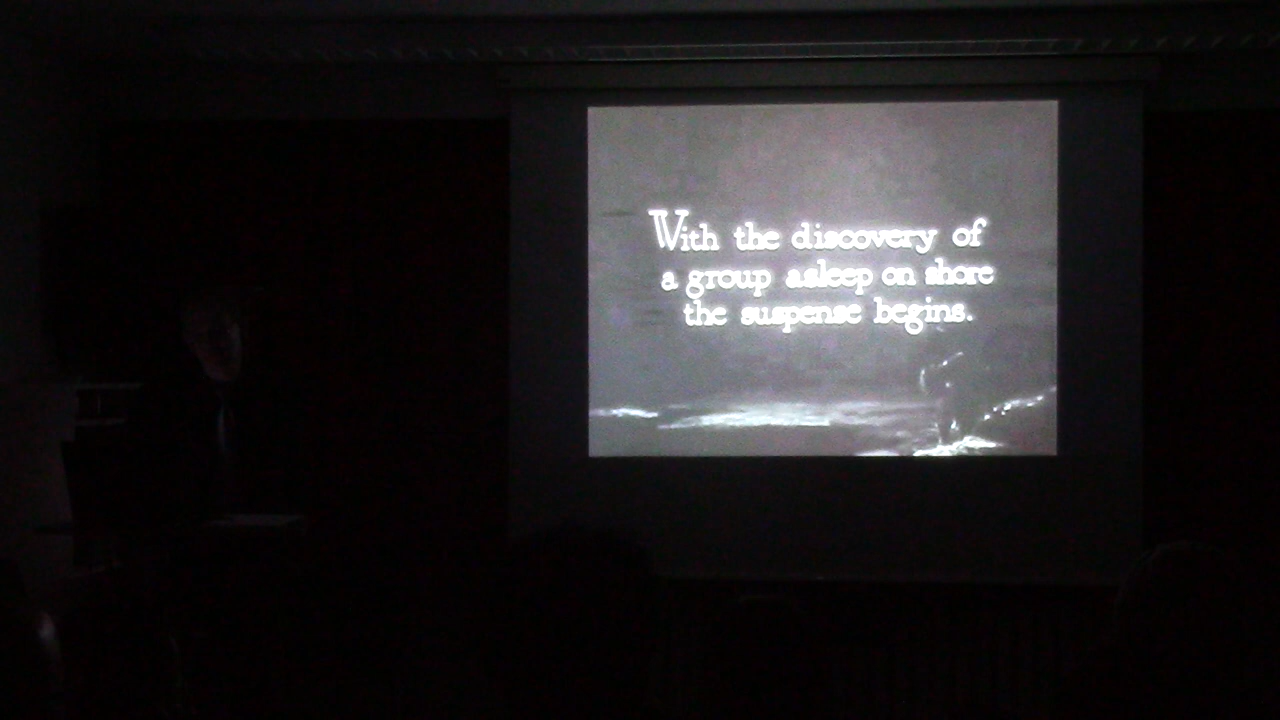 With the discovery of
a group asleep on shore
the suspense begins.